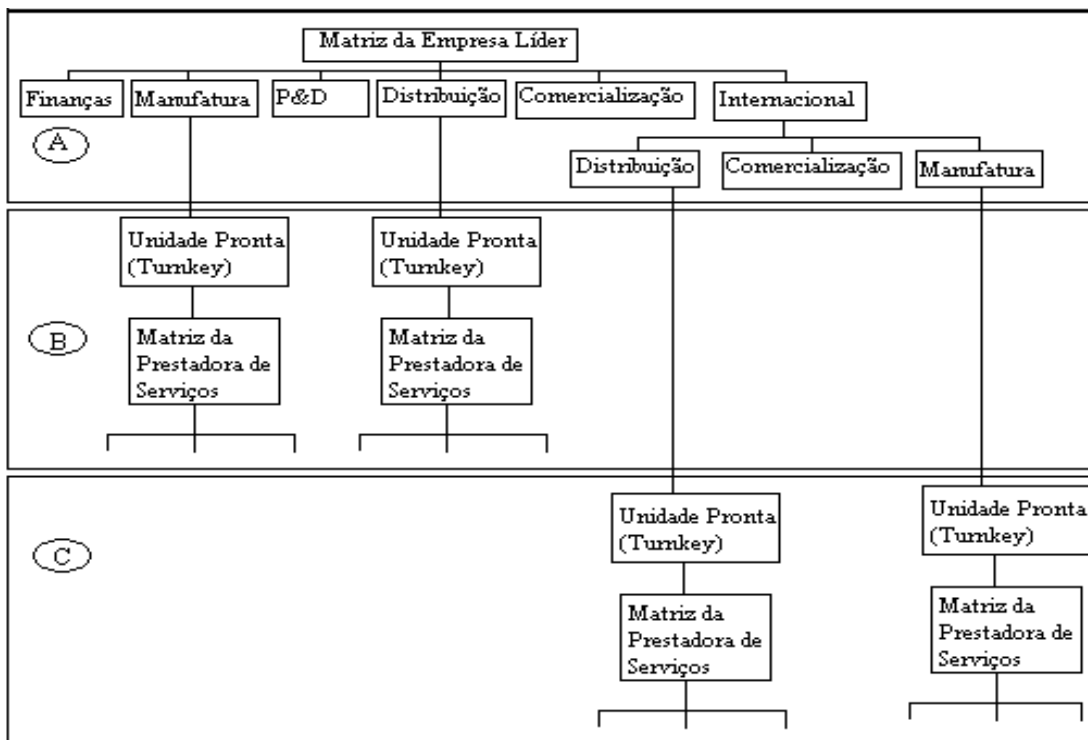 Matriz da Empresa Líder
Finanças
Manufatura
P&D
Distribuição
Comercialização
Internacional
A
Distribuição
Comercialização
Manufatura
Unidade Pronta
(Turnkey)
Unidade Pronta
(Turnkey)
B
Matriz da
Prestadora de
Serviços
Matriz da
Prestadora de
Serviços
C
Unidade Pronta
(Turnkey)
Unidade Pronta
(Turnkey)
Matriz da
Prestadora de
Serviços
Matriz da
Prestadora de
Serviços